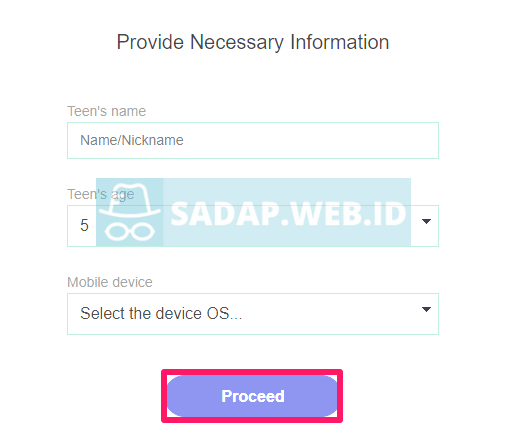 Provide Necessary Information
Teen's name
Name/Nickname
Teen's age
5
SADAP.WEB.ID
Mobile device
Select the device OS...
Proceed